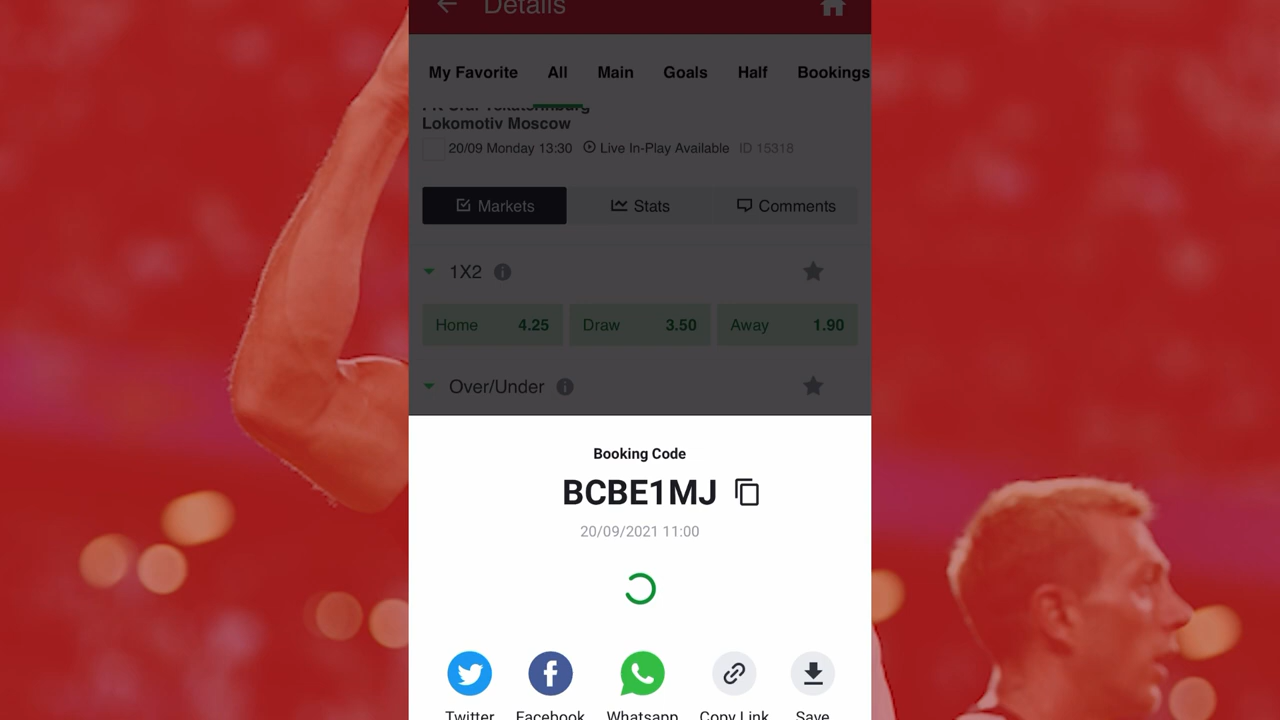 Details
My Favorite All Main Goals Half Bookings
Lokomotiv Moscow
20/09 Monday 13:30 Live In-Play Available ID 15318
Markets Stats Comments
1X2
Home 4.25 Draw 3.50 Away 1.90
Over/Under
Booking Code
BCBE1MJ
20/09/2021 11:00
Twitter Facebook Whatsapp Copy Link Save